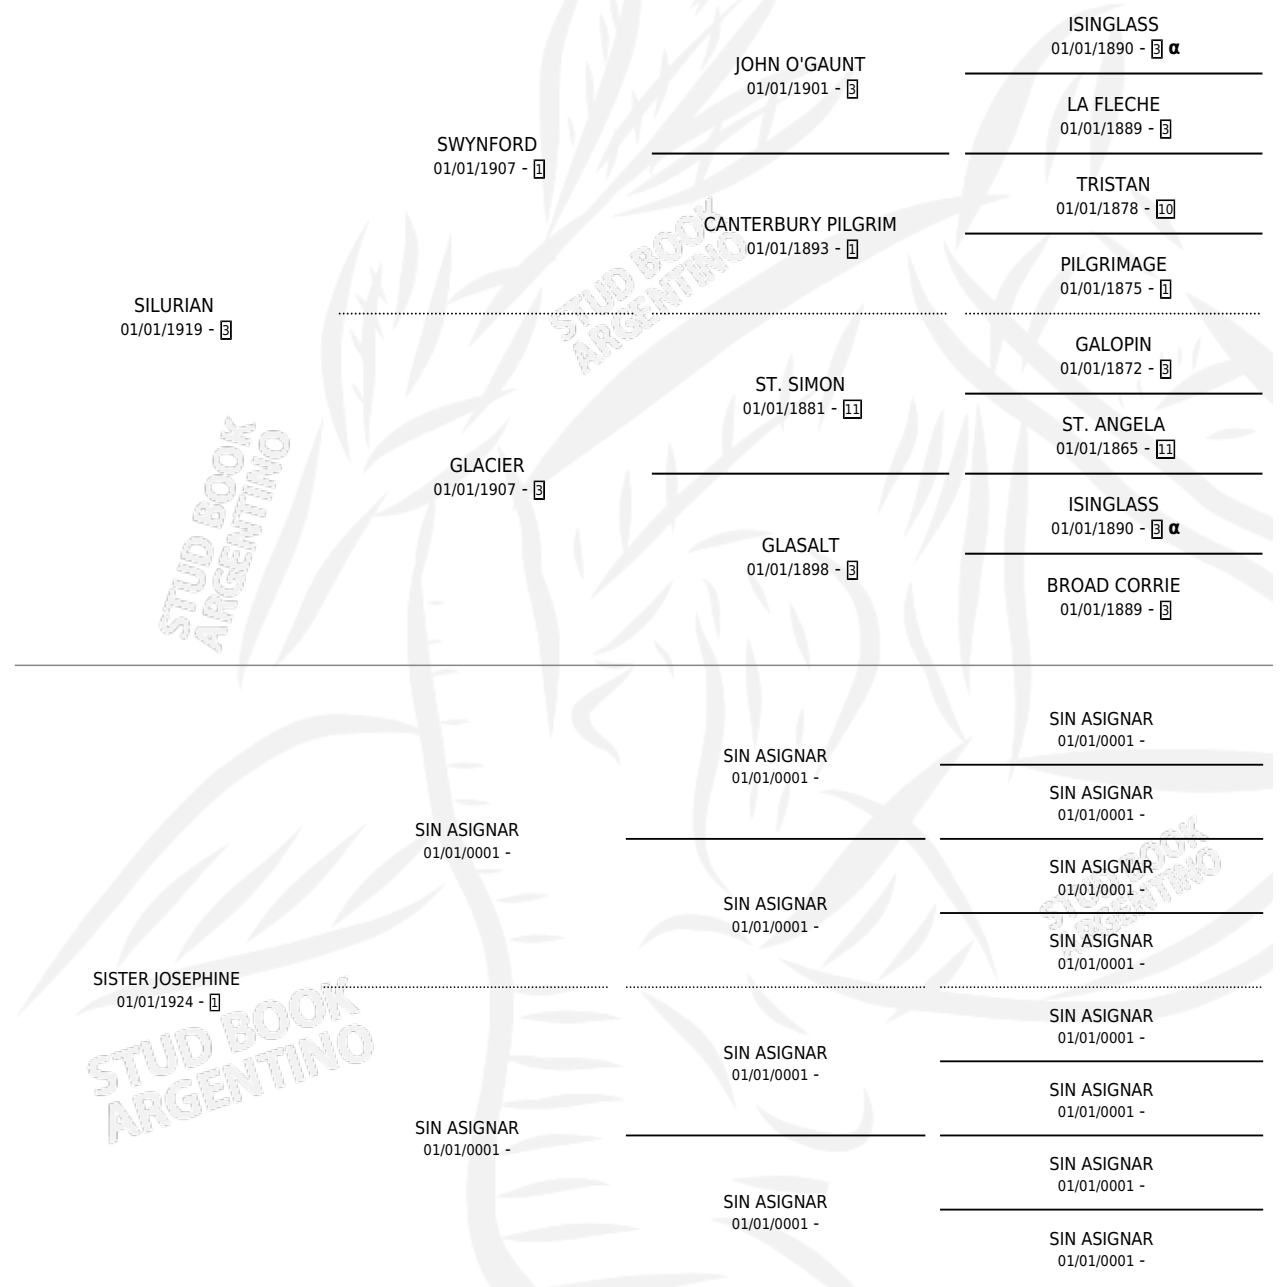 ISINGLASS
01/01/1890 - 3 α
JOHN O'GAUNT
01/01/1901 - 3
LA FLECHE
01/01/1889 - 3
SWYNFORD
01/01/1907 - 1
TRISTAN
01/01/1878 - 10
CANTERBURY PILGRIM
01/01/1893 - 1
PILGRIMAGE
01/01/1875 - 1
SILURIAN
01/01/1919 - 3
GALOPIN
01/01/1872 - 3
ST. SIMON
01/01/1881 - 11
ST. ANGELA
01/01/1865 - 11
GLACIER
01/01/1907 - 3
ISINGLASS
01/01/1890 - 3 α
GLASALT
01/01/1898 - 3
BROAD CORRIE
01/01/1889 - 3
STUD BOOK
ARGENTINO
STUD BOOK
ARGENTINO
SIN ASIGNAR
01/01/0001 -
SIN ASIGNAR
01/01/0001 -
SIN ASIGNAR
01/01/0001 -
SIN ASIGNAR
01/01/0001 -
SIN ASIGNAR
01/01/0001 -
SIN ASIGNAR
01/01/0001 -
SIN ASIGNAR
01/01/0001 -
SISTER JOSEPHINE
01/01/1924 - 1
SIN ASIGNAR
01/01/0001 -
SIN ASIGNAR
01/01/0001 -
SIN ASIGNAR
01/01/0001 -
SIN ASIGNAR
01/01/0001 -
SIN ASIGNAR
01/01/0001 -
SIN ASIGNAR
01/01/0001 -
SIN ASIGNAR
01/01/0001 -
STUD BOOK
ARGENTINO
STUD BOOK
ARGENTINO